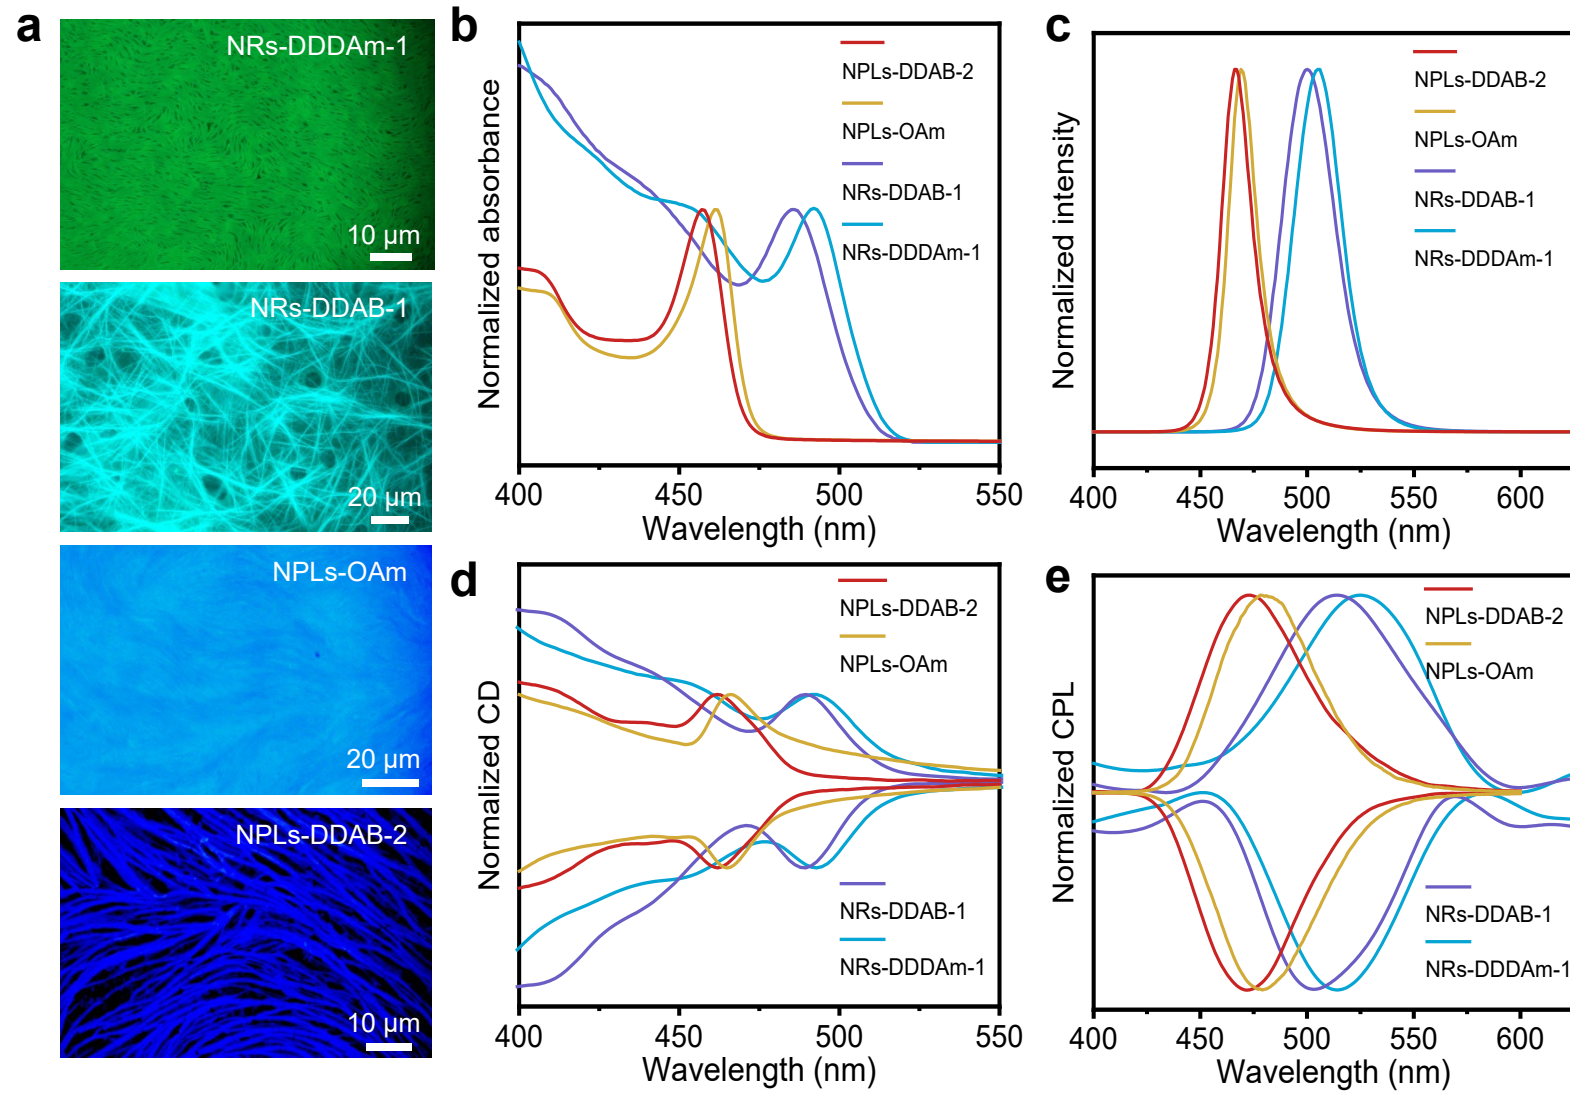 a
NRs-DDDAm-1
10 µm
NRs-DDAB-1
20 µm
NPLs-OAm
20 µm
NPLs-DDAB-2
10 µm
b
Normalized absorbance
NPLs-DDAB-2
NPLs-OAm
NRs-DDAB-1
NRs-DDDAm-1
400 450 500 550
Wavelength (nm)
c
Normalized intensity
NPLs-DDAB-2
NPLs-OAm
NRs-DDAB-1
NRs-DDDAm-1
400 450 500 550 600
Wavelength (nm)
d
Normalized CD
NPLs-DDAB-2
NPLs-OAm
NRs-DDAB-1
NRs-DDDAm-1
400 450 500 550
Wavelength (nm)
e
Normalized CPL
NPLs-DDAB-2
NPLs-OAm
NRs-DDAB-1
NRs-DDDAm-1
400 450 500 550 600
Wavelength (nm)